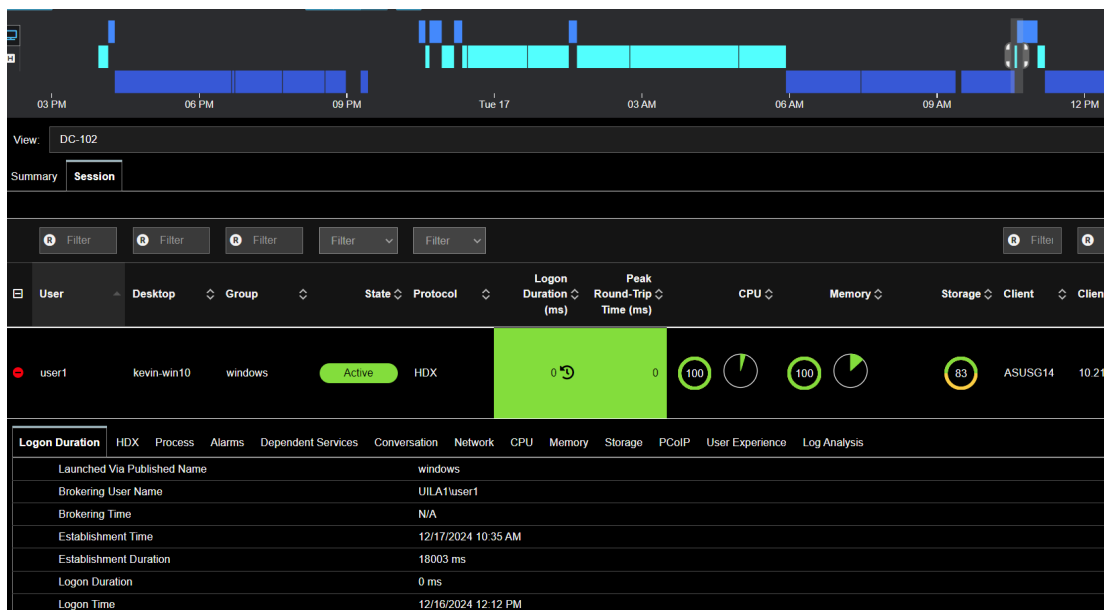 H
03 PM 06 PM 09 PM Tue 17 03 AM 06 AM 09 AM 12 PM
View: DC-102
Summary Session
R Filter R Filter R Filter Filter Filter R Filter R
User Desktop Group State Protocol Logon Duration (ms) Peak Round-Trip Time (ms) CPU Memory Storage Client Clien
user1 kevin-win10 windows Active HDX 0 0 100 100 83 ASUSG14 10.21
Logon Duration HDX Process Alarms Dependent Services Conversation Network CPU Memory Storage PCoIP User Experience Log Analysis
Launched Via Published Name windows
Brokering User Name UILA1\user1
Brokering Time N/A
Establishment Time 12/17/2024 10:35 AM
Establishment Duration 18003 ms
Logon Duration 0 ms
Logon Time 12/16/2024 12:12 PM